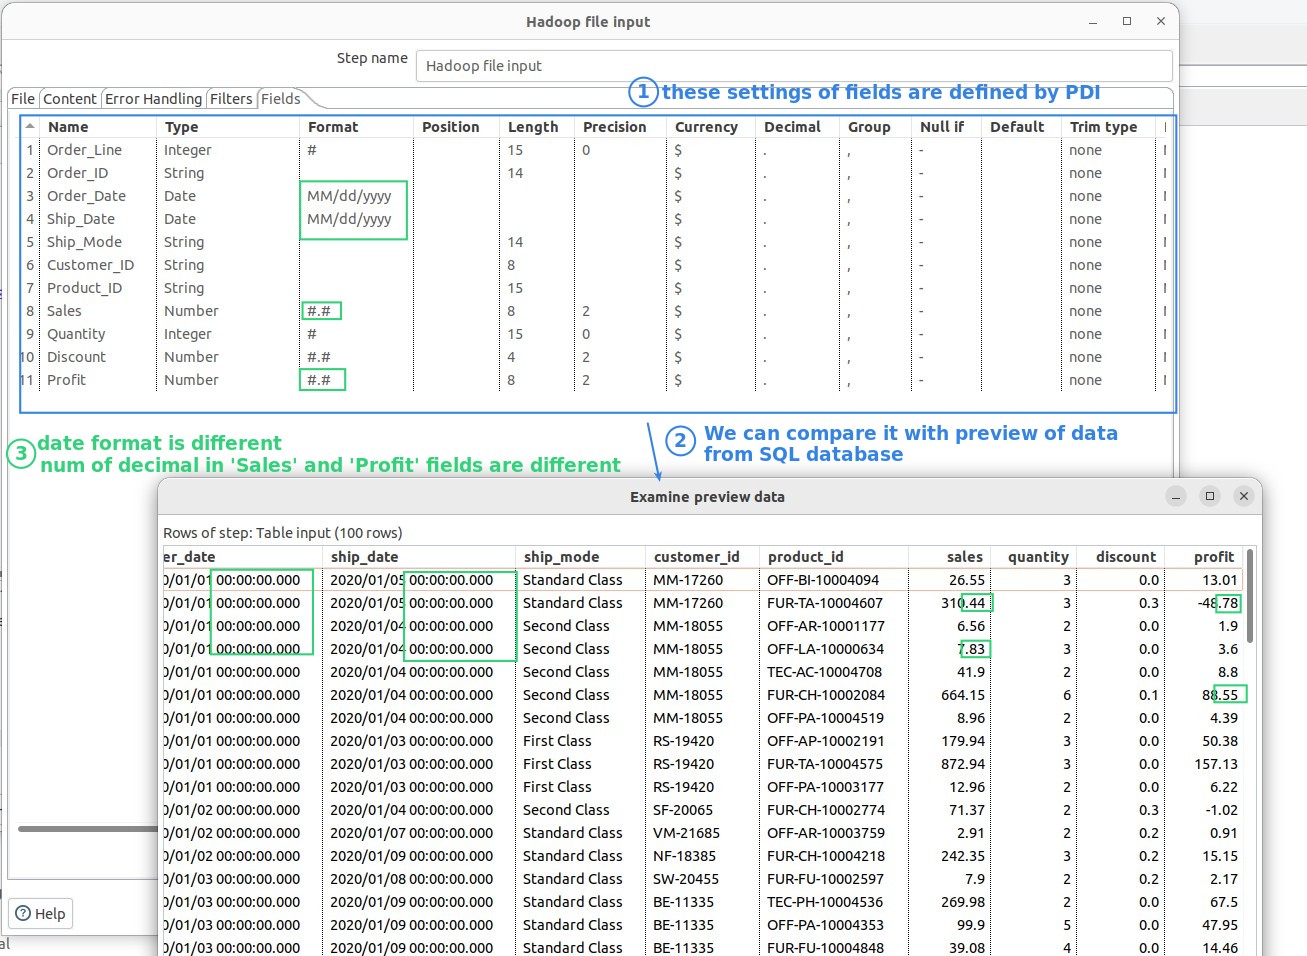 Hadoop file input
Step name Hadoop file input
File Content Error Handling Filters Fields
1 these settings of fields are defined by PDI
Name Type Format Position Length Precision Currency Decimal Group Null if Default Trim type
1 Order_Line Integer # 15 0 $ . , - none
2 Order_ID String 14 $ . , - none
3 Order_Date Date MM/dd/yyyy $ . , - none
4 Ship_Date Date MM/dd/yyyy $ . , - none
5 Ship_Mode String 14 $ . , - none
6 Customer_ID String 8 $ . , - none
7 Product_ID String 15 $ . , - none
8 Sales Number #.# 8 2 $ . , - none
9 Quantity Integer # 15 0 $ . , - none
10 Discount Number #.# 4 2 $ . , - none
11 Profit Number #.# 8 2 $ . , - none
2 We can compare it with preview of data
from SQL database
3 date format is different
num of decimal in 'Sales' and 'Profit' fields are different
Examine preview data
Rows of step: Table input (100 rows)
er_date ship_date ship_mode customer_id product_id sales quantity discount profit
0/01/01 00:00:00.000 2020/01/05 00:00:00.000 Standard Class MM-17260 OFF-BI-10004094 26.55 3 0.0 13.01
0/01/01 00:00:00.000 2020/01/05 00:00:00.000 Standard Class MM-17260 FUR-TA-10004607 310.44 3 0.3 -48.78
0/01/01 00:00:00.000 2020/01/04 00:00:00.000 Second Class MM-18055 OFF-AR-10001177 6.56 2 0.0 1.9
0/01/01 00:00:00.000 2020/01/04 00:00:00.000 Second Class MM-18055 OFF-LA-10000634 7.83 3 0.0 3.6
0/01/01 00:00:00.000 2020/01/04 00:00:00.000 Second Class MM-18055 TEC-AC-10004708 41.9 2 0.0 8.8
0/01/01 00:00:00.000 2020/01/04 00:00:00.000 Second Class MM-18055 FUR-CH-10002084 664.15 6 0.1 88.55
0/01/01 00:00:00.000 2020/01/04 00:00:00.000 Second Class MM-18055 OFF-PA-10004519 8.96 2 0.0 4.39
0/01/01 00:00:00.000 2020/01/03 00:00:00.000 First Class RS-19420 OFF-AP-10002191 179.94 3 0.0 50.38
0/01/01 00:00:00.000 2020/01/03 00:00:00.000 First Class RS-19420 FUR-TA-10004575 872.94 3 0.0 157.13
0/01/01 00:00:00.000 2020/01/03 00:00:00.000 First Class RS-19420 OFF-PA-10003177 12.96 2 0.0 6.22
0/01/02 00:00:00.000 2020/01/04 00:00:00.000 Second Class SF-20065 FUR-CH-10002774 71.37 2 0.3 -1.02
0/01/02 00:00:00.000 2020/01/07 00:00:00.000 Standard Class VM-21685 OFF-AR-10003759 2.91 2 0.2 0.91
0/01/02 00:00:00.000 2020/01/09 00:00:00.000 Standard Class NF-18385 FUR-CH-10004218 242.35 3 0.2 15.15
0/01/03 00:00:00.000 2020/01/08 00:00:00.000 Standard Class SW-20455 FUR-FU-10002597 7.9 2 0.2 2.17
0/01/03 00:00:00.000 2020/01/09 00:00:00.000 Standard Class BE-11335 TEC-PH-10004536 269.98 2 0.0 67.5
0/01/03 00:00:00.000 2020/01/09 00:00:00.000 Standard Class BE-11335 OFF-PA-10004353 99.9 5 0.0 47.95
0/01/03 00:00:00.000 2020/01/09 00:00:00.000 Standard Class BE-11335 FUR-FU-10004848 39.08 4 0.0 14.46
Help
al